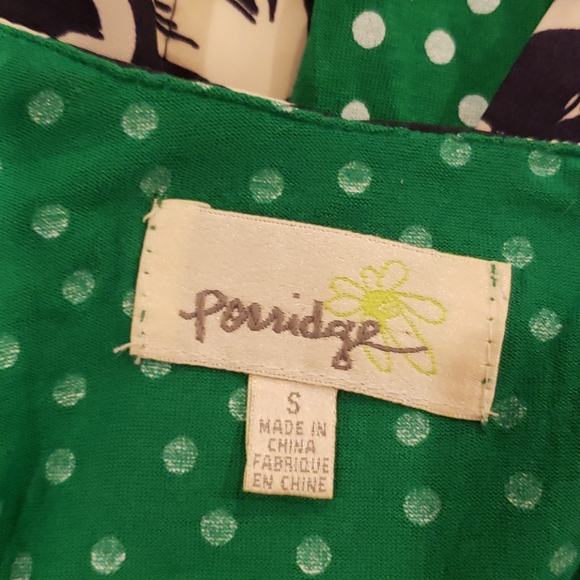 Porridge
S
MADE IN
CHINA
FABRIQUE
EN CHINE